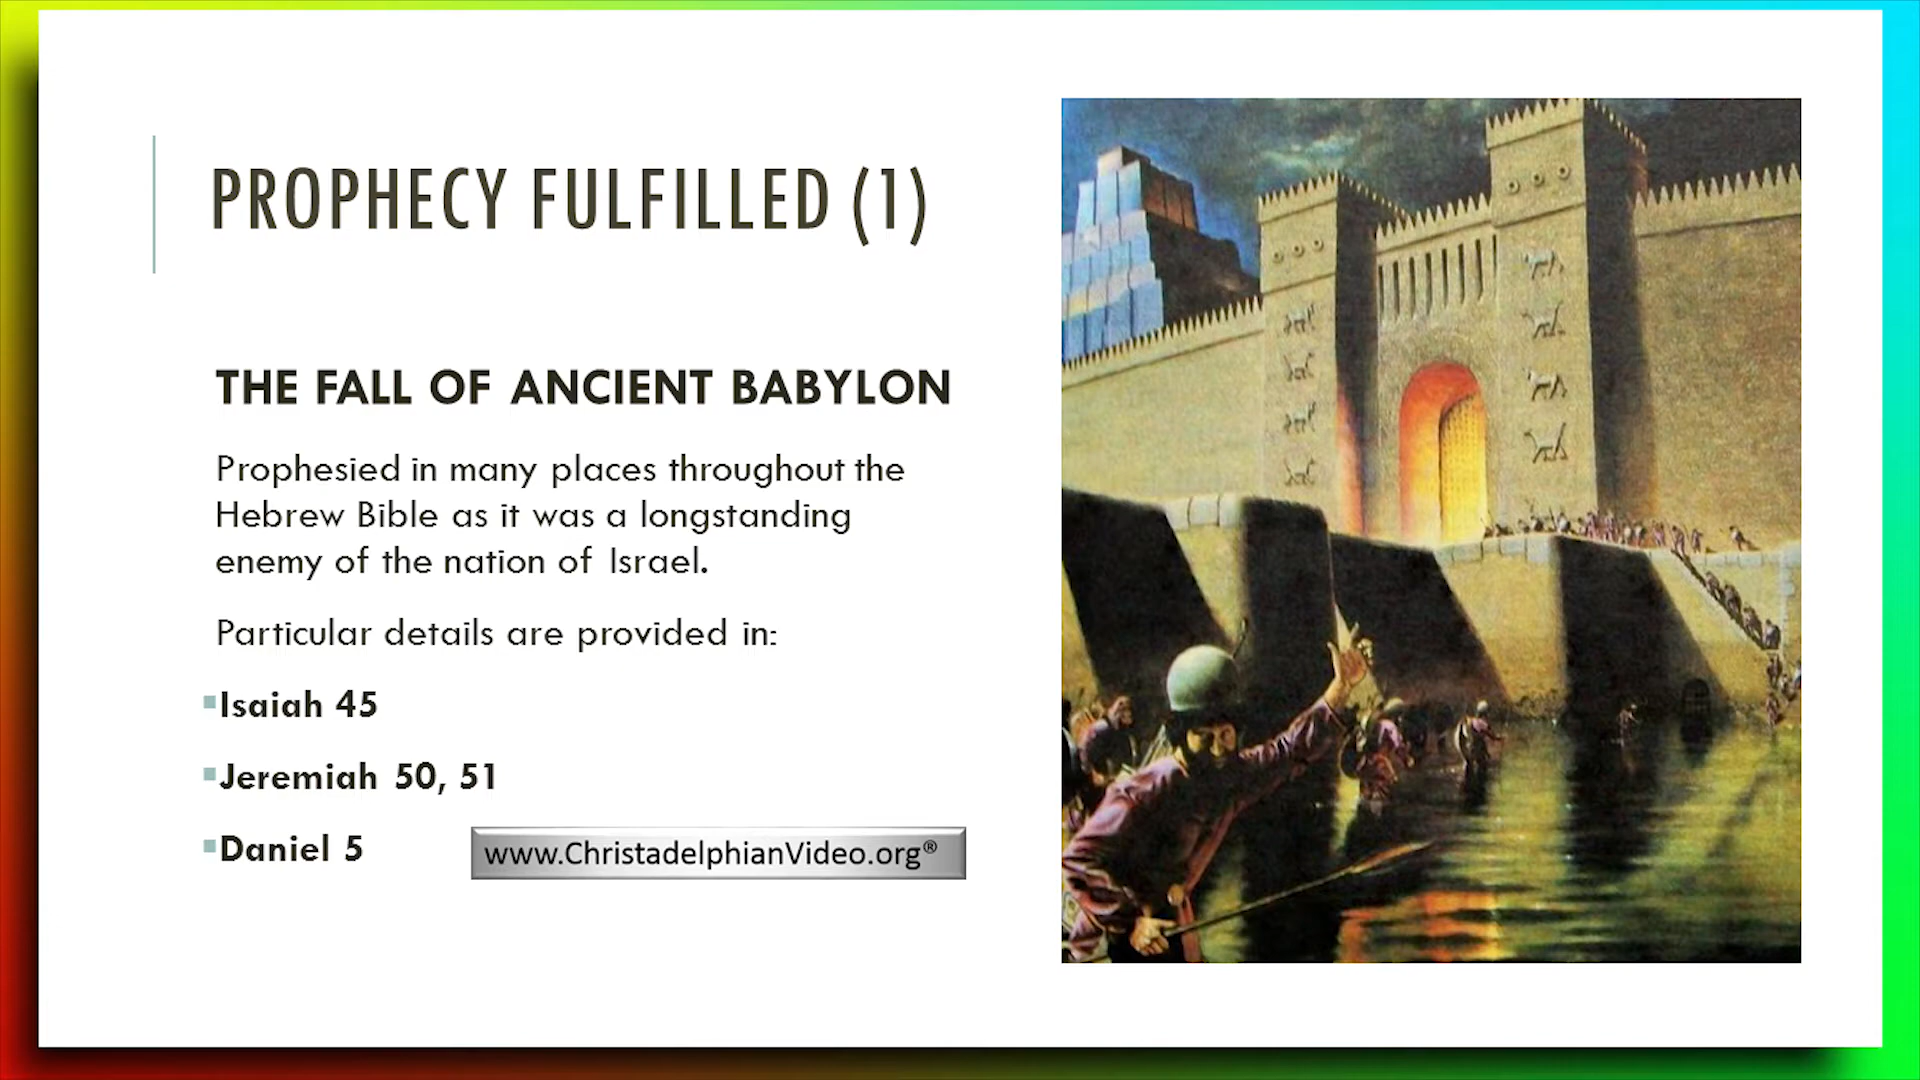 PROPHECY FULFILLED (1)
THE FALL OF ANCIENT BABYLON
Prophesied in many places throughout the
Hebrew Bible as it was a longstanding
enemy of the nation of Israel.
Particular details are provided in:
▪Isaiah 45
▪Jeremiah 50, 51
▪Daniel 5
www.ChristadelphianVideo.org®